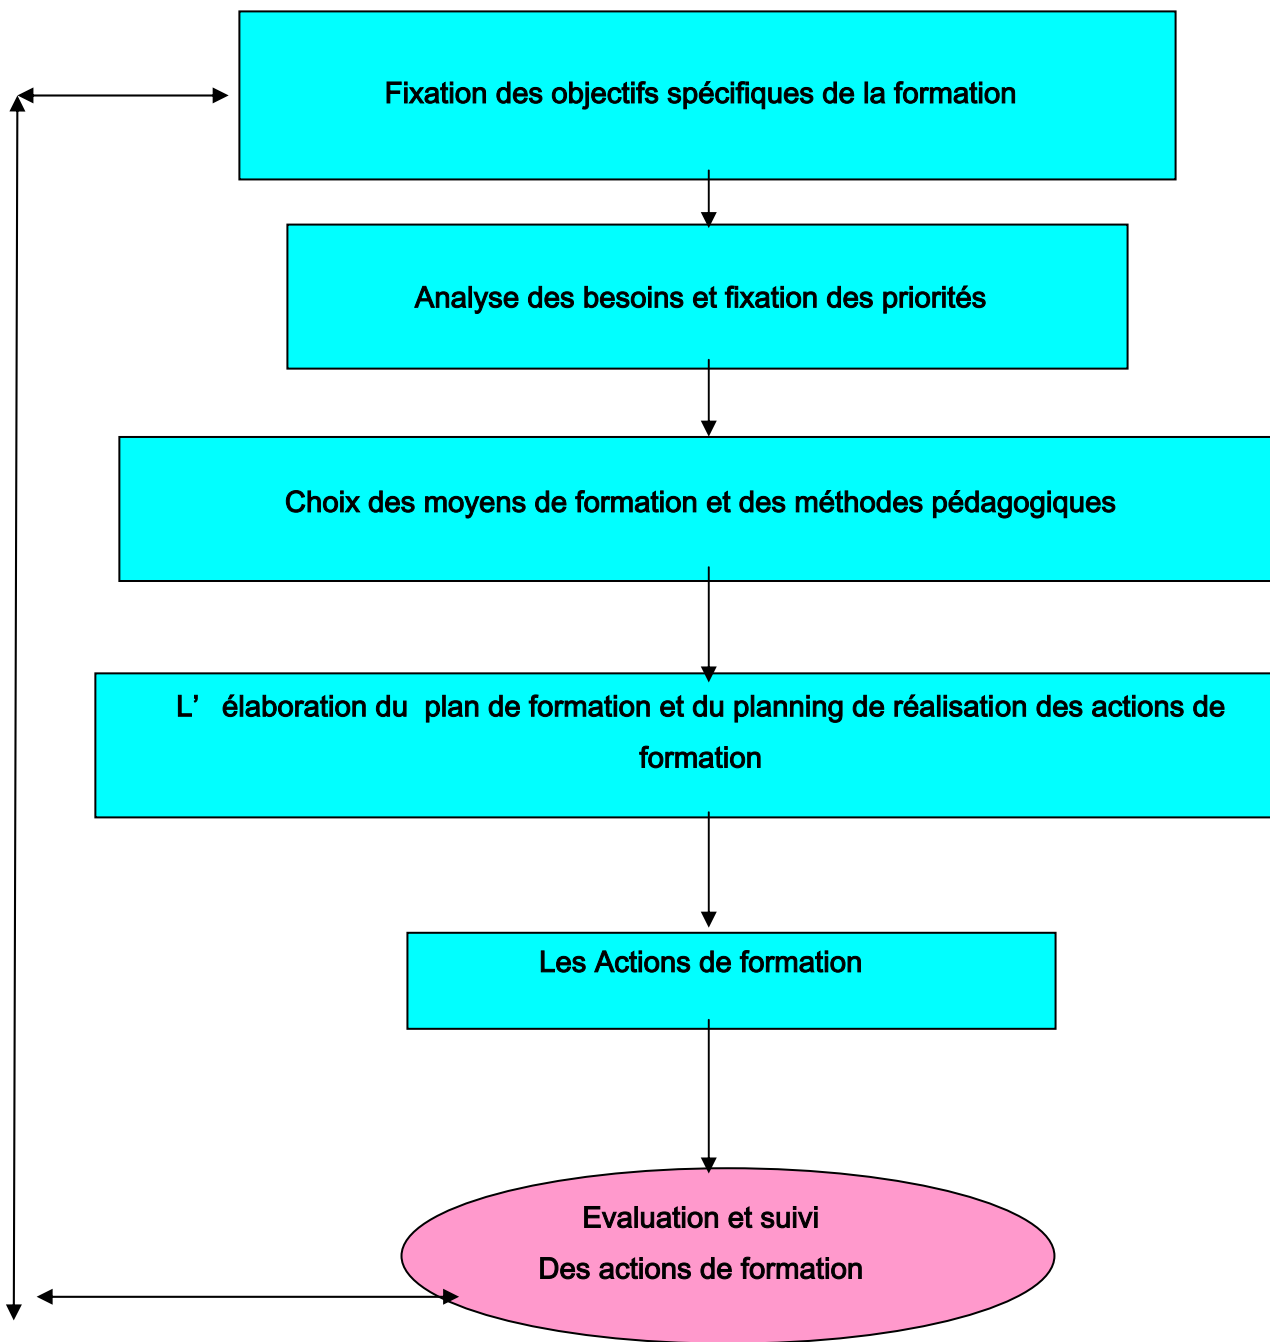 Fixation des objectifs spécifiques de la formation
Analyse des besoins et fixation des priorités
Choix des moyens de formation et des méthodes pédagogiques
L’ élaboration du plan de formation et du planning de réalisation des actions de
formation
Les Actions de formation
Evaluation et suivi
Des actions de formation